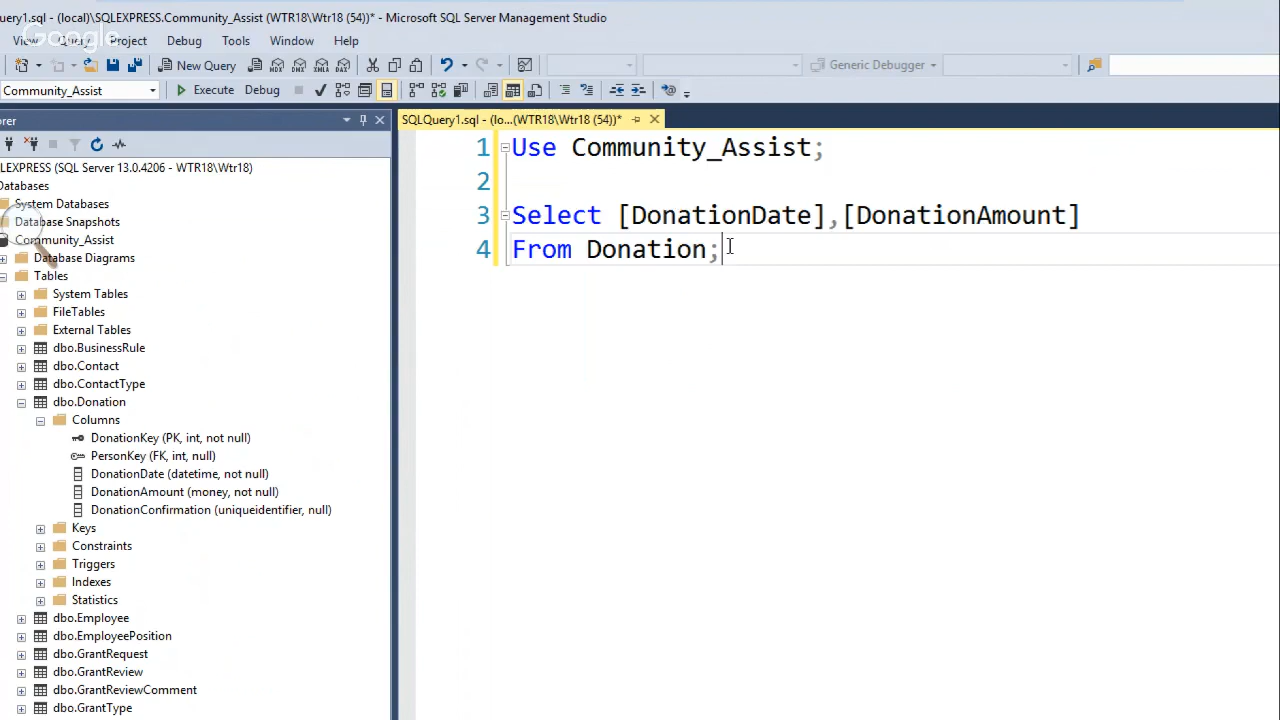 uery1.sql - (local)\SQLEXPRESS.Community_Assist (WTR18\Wtr18 (54))* - Microsoft SQL Server Management Studio
Google
View Query Project Debug Tools Window Help
New Query
Generic Debugger
Community_Assist
Execute Debug
orer
SQLQuery1.sql - (lo...(WTR18\Wtr18 (54))*
LEXPRESS (SQL Server 13.0.4206 - WTR18\Wtr18)
Databases
System Databases
Database Snapshots
Community_Assist
Database Diagrams
Tables
System Tables
FileTables
External Tables
dbo.BusinessRule
dbo.Contact
dbo.ContactType
dbo.Donation
Columns
DonationKey (PK, int, not null)
PersonKey (FK, int, null)
DonationDate (datetime, not null)
DonationAmount (money, not null)
DonationConfirmation (uniqueidentifier, null)
Keys
Constraints
Triggers
Indexes
Statistics
dbo.Employee
dbo.EmployeePosition
dbo.GrantRequest
dbo.GrantReview
dbo.GrantReviewComment
dbo.GrantType
1 Use Community_Assist;
2
3 Select [DonationDate],[DonationAmount]
4 From Donation;